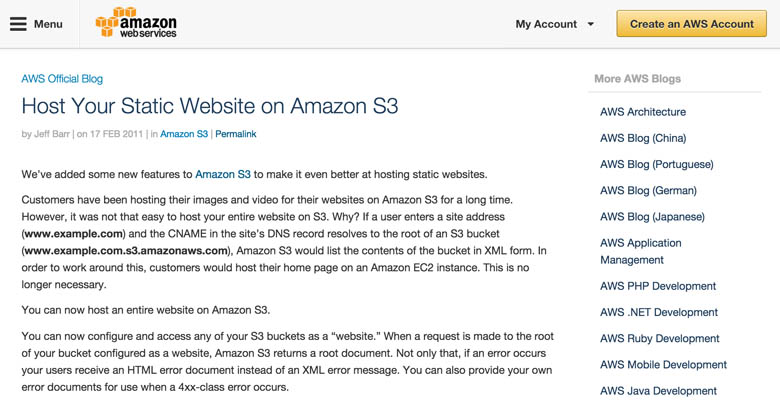 Menu
amazon
web services
My Account
Create an AWS Account
AWS Official Blog
Host Your Static Website on Amazon S3
by Jeff Barr | on 17 FEB 2011 | in Amazon S3 | Permalink
We've added some new features to Amazon S3 to make it even better at hosting static websites.
Customers have been hosting their images and video for their websites on Amazon S3 for a long time.
However, it was not that easy to host your entire website on S3. Why? If a user enters a site address
(www.example.com) and the CNAME in the site's DNS record resolves to the root of an S3 bucket
(www.example.com.s3.amazonaws.com), Amazon S3 would list the contents of the bucket in XML form. In
order to work around this, customers would host their home page on an Amazon EC2 instance. This is no
longer necessary.
You can now host an entire website on Amazon S3.
You can now configure and access any of your S3 buckets as a “website.” When a request is made to the root
of your bucket configured as a website, Amazon S3 returns a root document. Not only that, if an error occurs
your users receive an HTML error document instead of an XML error message. You can also provide your own
error documents for use when a 4xx-class error occurs.
More AWS Blogs
AWS Architecture
AWS Blog (China)
AWS Blog (Portuguese)
AWS Blog (German)
AWS Blog (Japanese)
AWS Application
Management
AWS PHP Development
AWS .NET Development
AWS Ruby Development
AWS Mobile Development
AWS Java Development